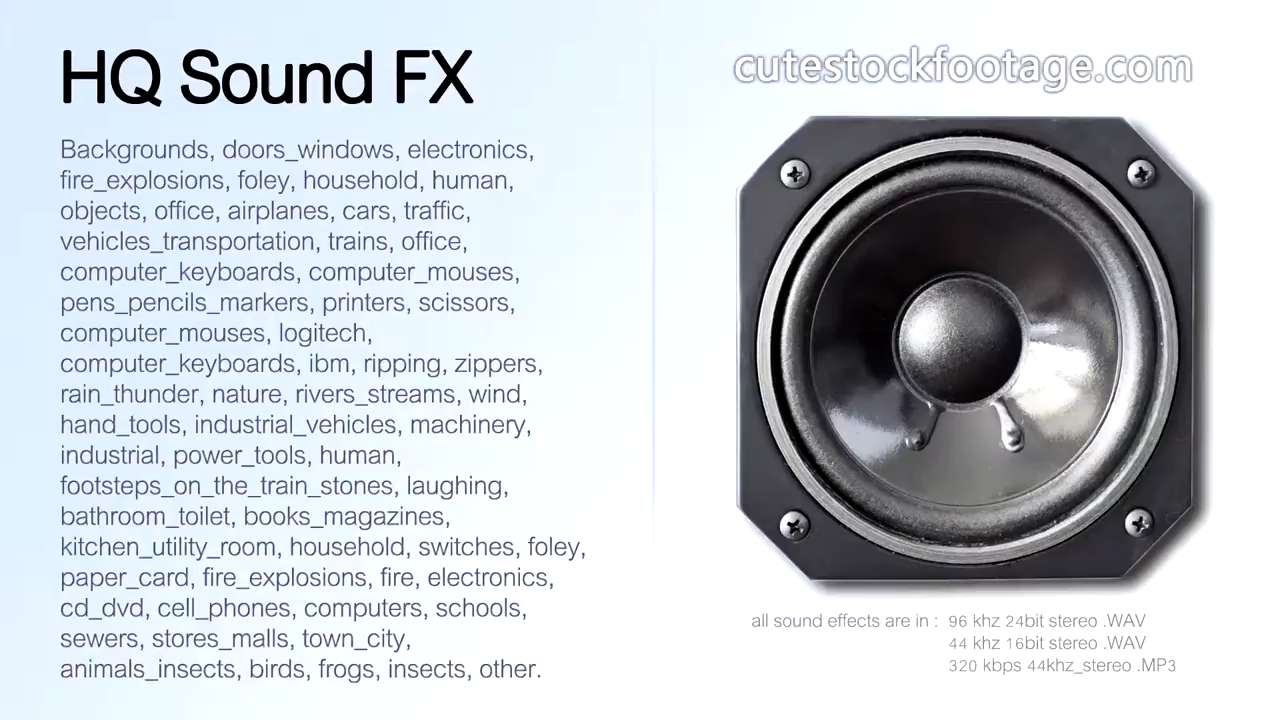 HQ Sound FX
cutestockfootage.com
Backgrounds, doors_windows, electronics,
fire_explosions, foley, household, human,
objects, office, airplanes, cars, traffic,
vehicles_transportation, trains, office,
computer_keyboards, computer_mouses,
pens_pencils_markers, printers, scissors,
computer_mouses, logitech,
computer_keyboards, ibm, ripping, zippers,
rain_thunder, nature, rivers_streams, wind,
hand_tools, industrial_vehicles, machinery,
industrial, power_tools, human,
footsteps_on_the_train_stones, laughing,
bathroom_toilet, books_magazines,
kitchen_utility_room, household, switches, foley,
paper_card, fire_explosions, fire, electronics,
cd_dvd, cell_phones, computers, schools,
sewers, stores_malls, town_city,
animals_insects, birds, frogs, insects, other.
all sound effects are in : 96 khz 24bit stereo .WAV
44 khz 16bit stereo .WAV
320 kbps 44khz_stereo .MP3